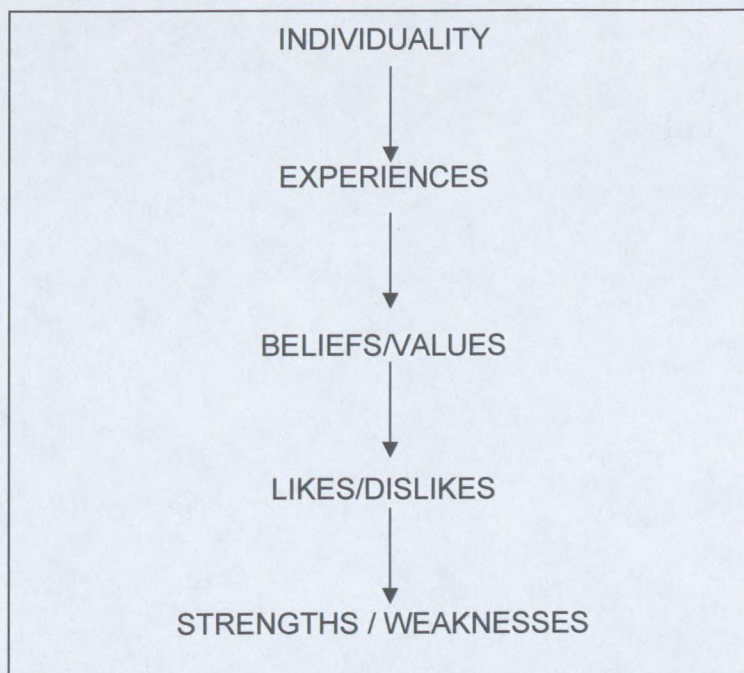 INDIVIDUALITY
EXPERIENCES
BELIEFS/VALUES
LIKES/DISLIKES
STRENGTHS / WEAKNESSES